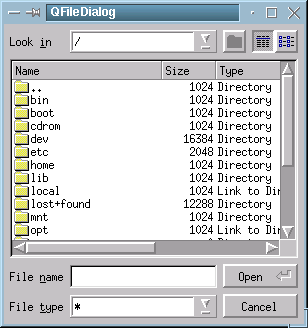 QFileDialog
Look in /
Name Size Type
.. 1024 Directory
bin 1024 Directory
boot 1024 Directory
cdrom 1024 Directory
dev 16384 Directory
etc 2048 Directory
home 1024 Directory
lib 1024 Directory
local 1024 Link to Dir
lost+found 12288 Directory
mnt 1024 Directory
opt 1024 Link to Dir
File name Open
File type * Cancel